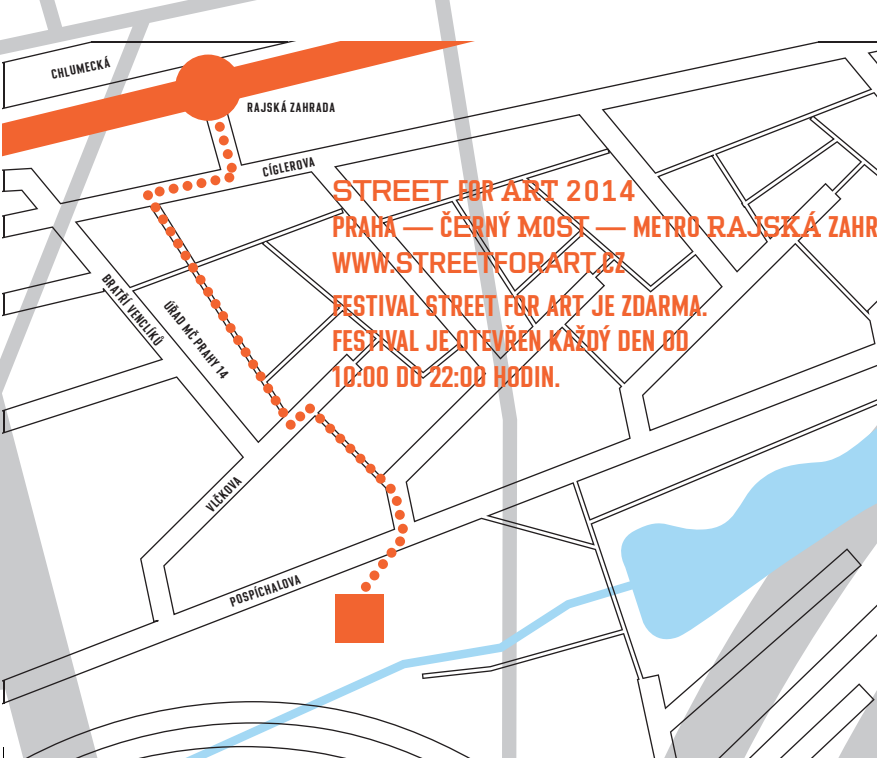 CHLUMECKÁ
RAJSKÁ ZAHRADA
CÍGLEROVA
STREET FOR ART 2014
PRAHA — ČERNÝ MOST — METRO RAJSKÁ ZAHR
WWW.STREETFORART.CZ
FESTIVAL STREET FOR ART JE ZDARMA.
FESTIVAL JE OTEVŘEN KAŽDÝ DEN OD
10:00 DO 22:00 HODIN.
BRATŘÍ VENCLÍKŮ
ÚŘAD MČ PRAHY 14
VLČKOVA
POSPÍCHALOVA